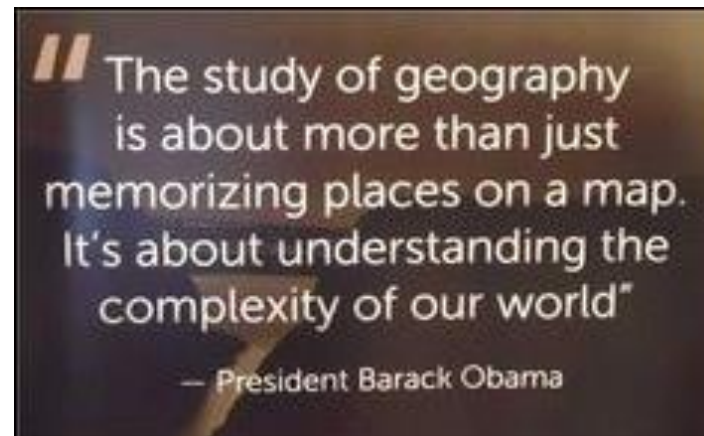 " The study of geography
is about more than just
memorizing places on a map.
It's about understanding the
complexity of our world"
— President Barack Obama